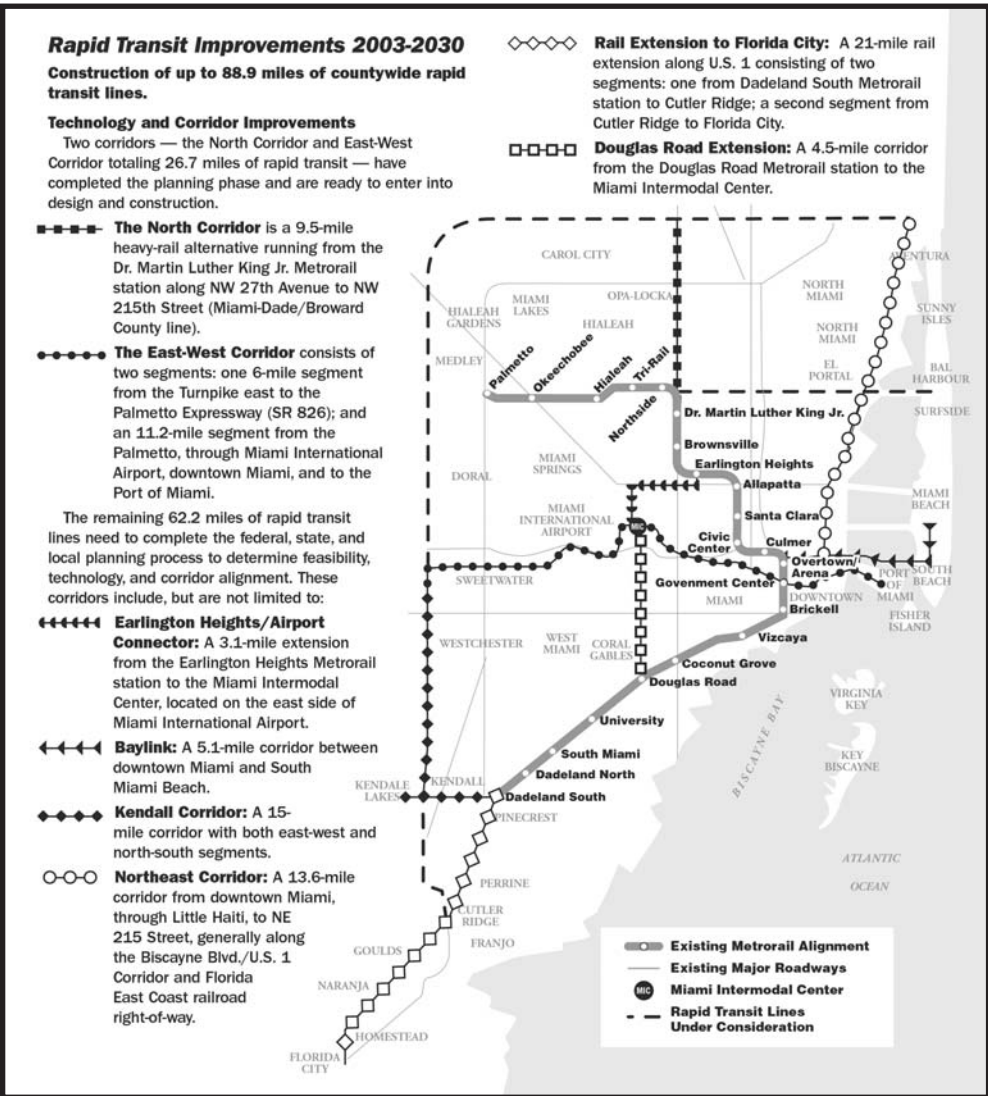 Rapid Transit Improvements 2003-2030
Construction of up to 88.9 miles of countywide rapid
transit lines.
Technology and Corridor Improvements
Two corridors — the North Corridor and East-West
Corridor totaling 26.7 miles of rapid transit — have
completed the planning phase and are ready to enter into
design and construction.
The North Corridor is a 9.5-mile
heavy-rail alternative running from the
Dr. Martin Luther King Jr. Metrorail
station along NW 27th Avenue to NW
215th Street (Miami-Dade/Broward
County line).
The East-West Corridor consists of
two segments: one 6-mile segment
from the Turnpike east to the
Palmetto Expressway (SR 826); and
an 11.2-mile segment from the
Palmetto, through Miami International
Airport, downtown Miami, and to the
Port of Miami.
The remaining 62.2 miles of rapid transit
lines need to complete the federal, state, and
local planning process to determine feasibility,
technology, and corridor alignment. These
corridors include, but are not limited to:
Earlington Heights/Airport
Connector: A 3.1-mile extension
from the Earlington Heights Metrorail
station to the Miami Intermodal
Center, located on the east side of
Miami International Airport.
Baylink: A 5.1-mile corridor between
downtown Miami and South
Miami Beach.
Kendall Corridor: A 15-
mile corridor with both east-west and
north-south segments.
Northeast Corridor: A 13.6-mile
corridor from downtown Miami,
through Little Haiti, to NE
215 Street, generally along
the Biscayne Blvd./U.S. 1
Corridor and Florida
East Coast railroad
right-of-way.
Rail Extension to Florida City: A 21-mile rail
extension along U.S. 1 consisting of two
segments: one from Dadeland South Metrorail
station to Cutler Ridge; a second segment from
Cutler Ridge to Florida City.
Douglas Road Extension: A 4.5-mile corridor
from the Douglas Road Metrorail station to the
Miami Intermodal Center.
CAROL CITY
AVENTURA
NORTH
MIAMI
OPA-LOCKA
MIAMI
LAKES
HIALEAH
GARDENS
HIALEAH
SUNNY
ISLES
NORTH
MIAMI
MEDLEY
EL
PORTAL
BAL
HARBOUR
SURFSIDE
Palmetto
Okeechobee
Hialeah
Tri-Rail
Northside
Dr. Martin Luther King Jr.
Brownsville
Earlington Heights
Allapatta
DORAL
MIAMI
SPRINGS
MIAMI
INTERNATIONAL
AIRPORT
MIC
MIAMI
BEACH
Santa Clara
Civic
Center
Culmer
Overtown/
Arena
SWEETWATER
Govenment Center
MIAMI
DOWNTOWN
PORT
OF
MIAMI
SOUTH
BEACH
FISHER
ISLAND
Brickell
Vizcaya
WESTCHESTER
WEST
MIAMI
CORAL
GABLES
Coconut Grove
Douglas Road
University
South Miami
Dadeland North
Dadeland South
VIRGINIA
KEY
KEY
BISCAYNE
BISCAYNE BAY
KENDALE
LAKES
KENDALL
PINECREST
PERRINE
CUTLER
RIDGE
FRANJO
GOULDS
NARANJA
HOMESTEAD
FLORIDA
CITY
ATLANTIC
OCEAN
Existing Metrorail Alignment
Existing Major Roadways
MIC Miami Intermodal Center
Rapid Transit Lines
Under Consideration